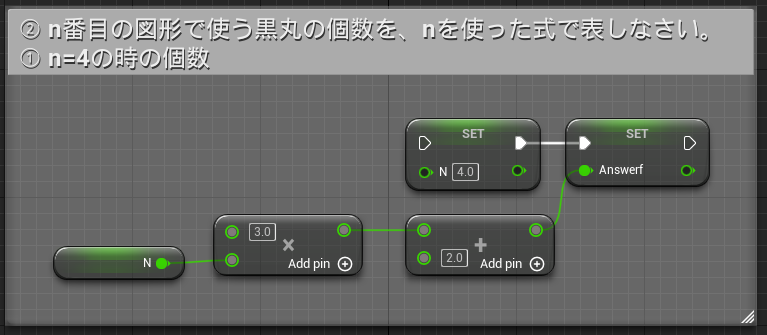 ② n番目の図形で使う黒丸の個数を、nを使った式で表しなさい。
① n=4の時の個数
SET
SET
N 4.0
Answerf
3.0
×
+
N
Add pin
2.0
Add pin